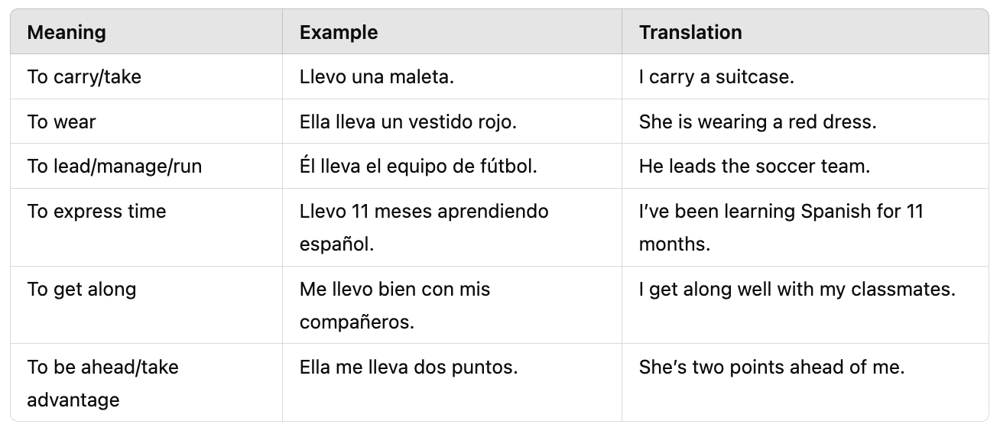 Meaning Example Translation
To carry/take Llevo una maleta. I carry a suitcase.
To wear Ella lleva un vestido rojo. She is wearing a red dress.
To lead/manage/run Él lleva el equipo de fútbol. He leads the soccer team.
To express time Llevo 11 meses aprendiendo I’ve been learning Spanish for 11
español. months.
To get along Me llevo bien con mis I get along well with my classmates.
compañeros.
To be ahead/take Ella me lleva dos puntos. She’s two points ahead of me.
advantage